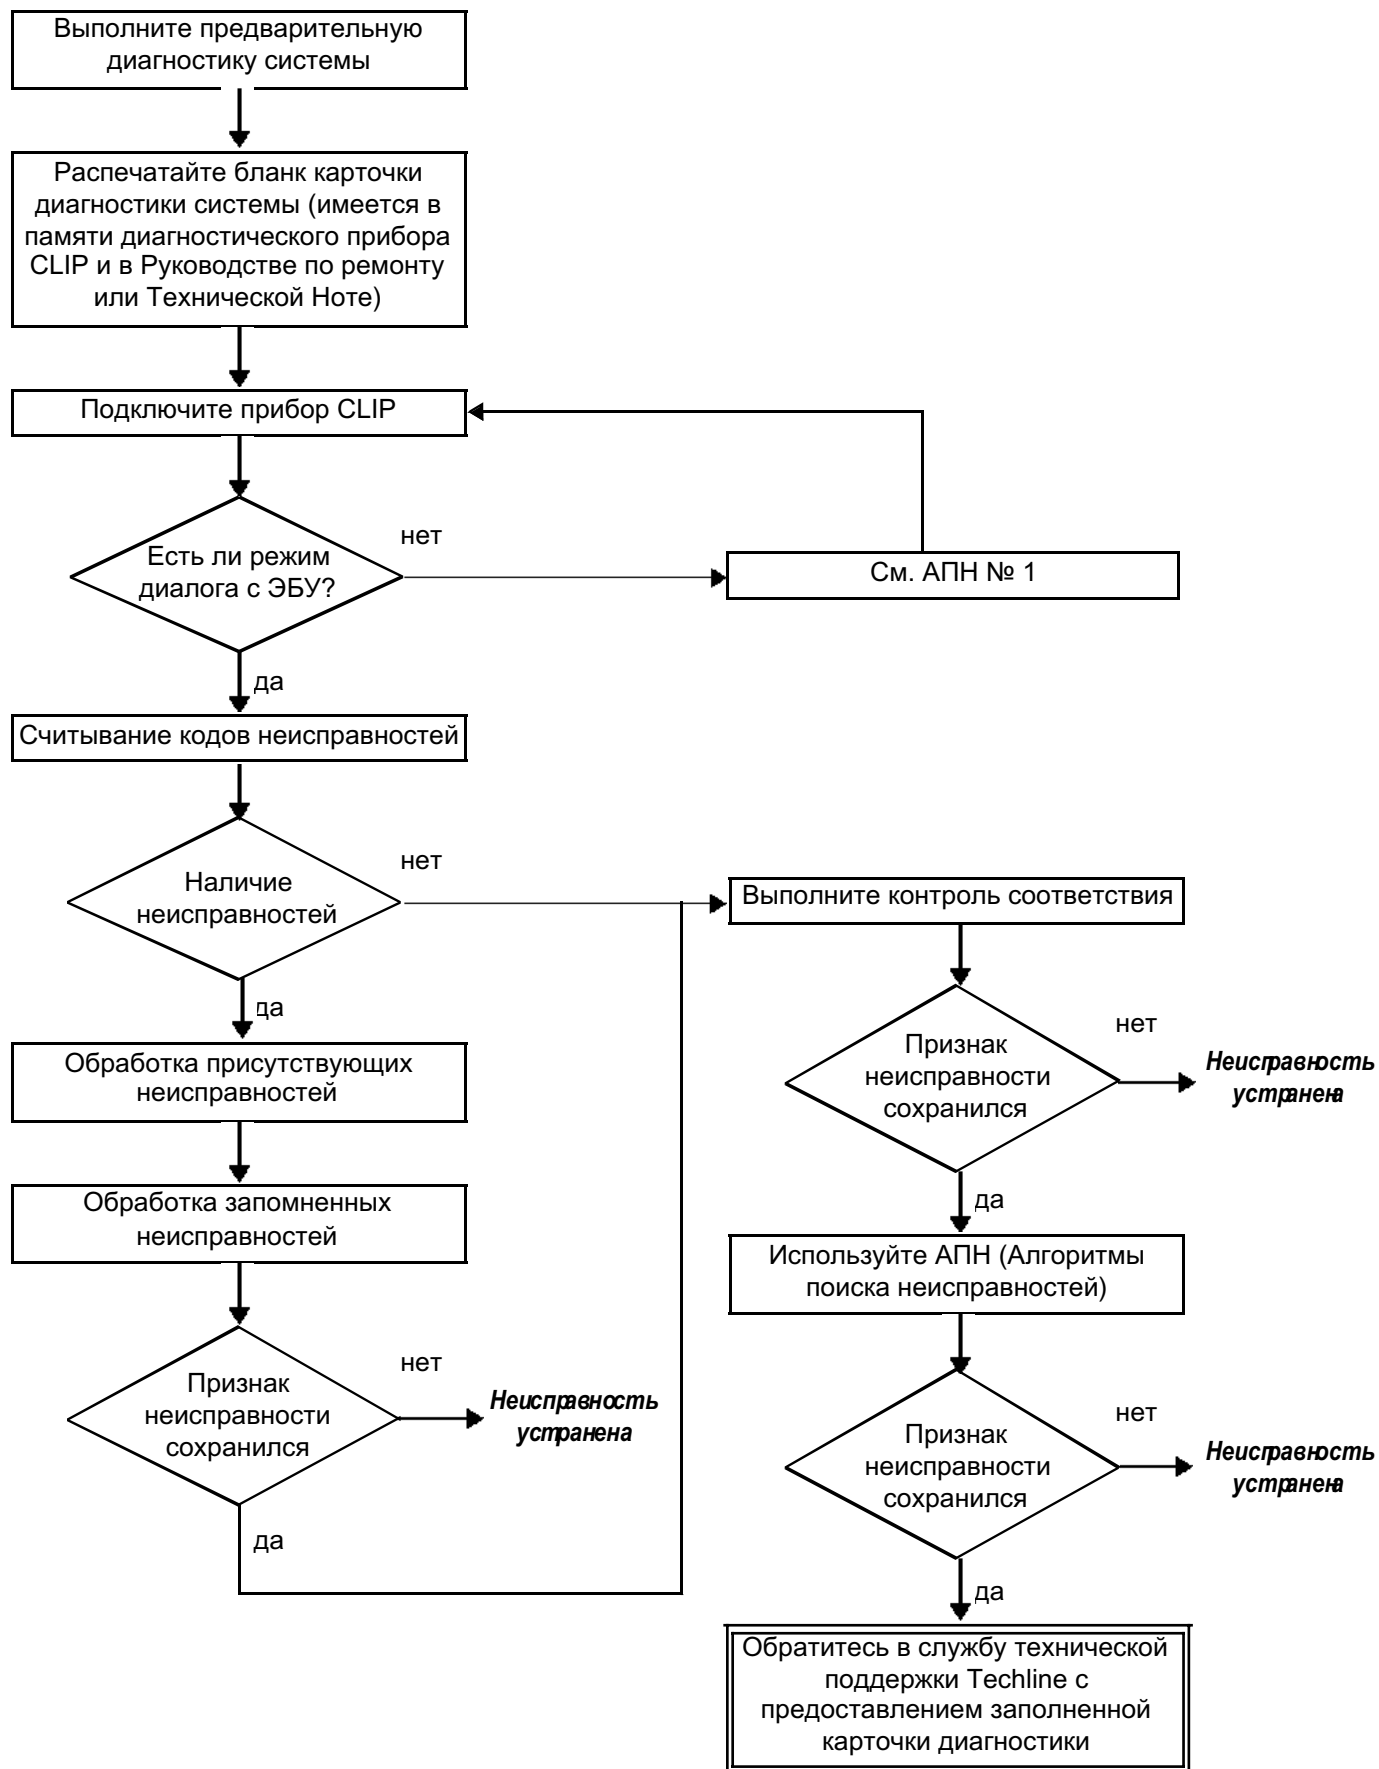 Выполните предварительную
диагностику системы
Распечатайте бланк карточки
диагностики системы (имеется в
памяти диагностического прибора
CLIP и в Руководстве по ремонту
или Технической Ноте)
Подключите прибор CLIP
Есть ли режим
диалога с ЭБУ?
нет
См. АПН № 1
да
Считывание кодов неисправностей
Наличие
неисправностей
нет
да
Обработка присутствующих
неисправностей
Обработка запомненных
неисправностей
Признак
неисправности
сохранился
нет
Неисправность
устранена
да
Выполните контроль соответствия
Признак
неисправности
сохранился
нет
Неисправность
устранена
да
Используйте АПН (Алгоритмы
поиска неисправностей)
Признак
неисправности
сохранился
нет
Неисправность
устранена
да
Обратитесь в службу технической
поддержки Techline с
предоставлением заполненной
карточки диагностики